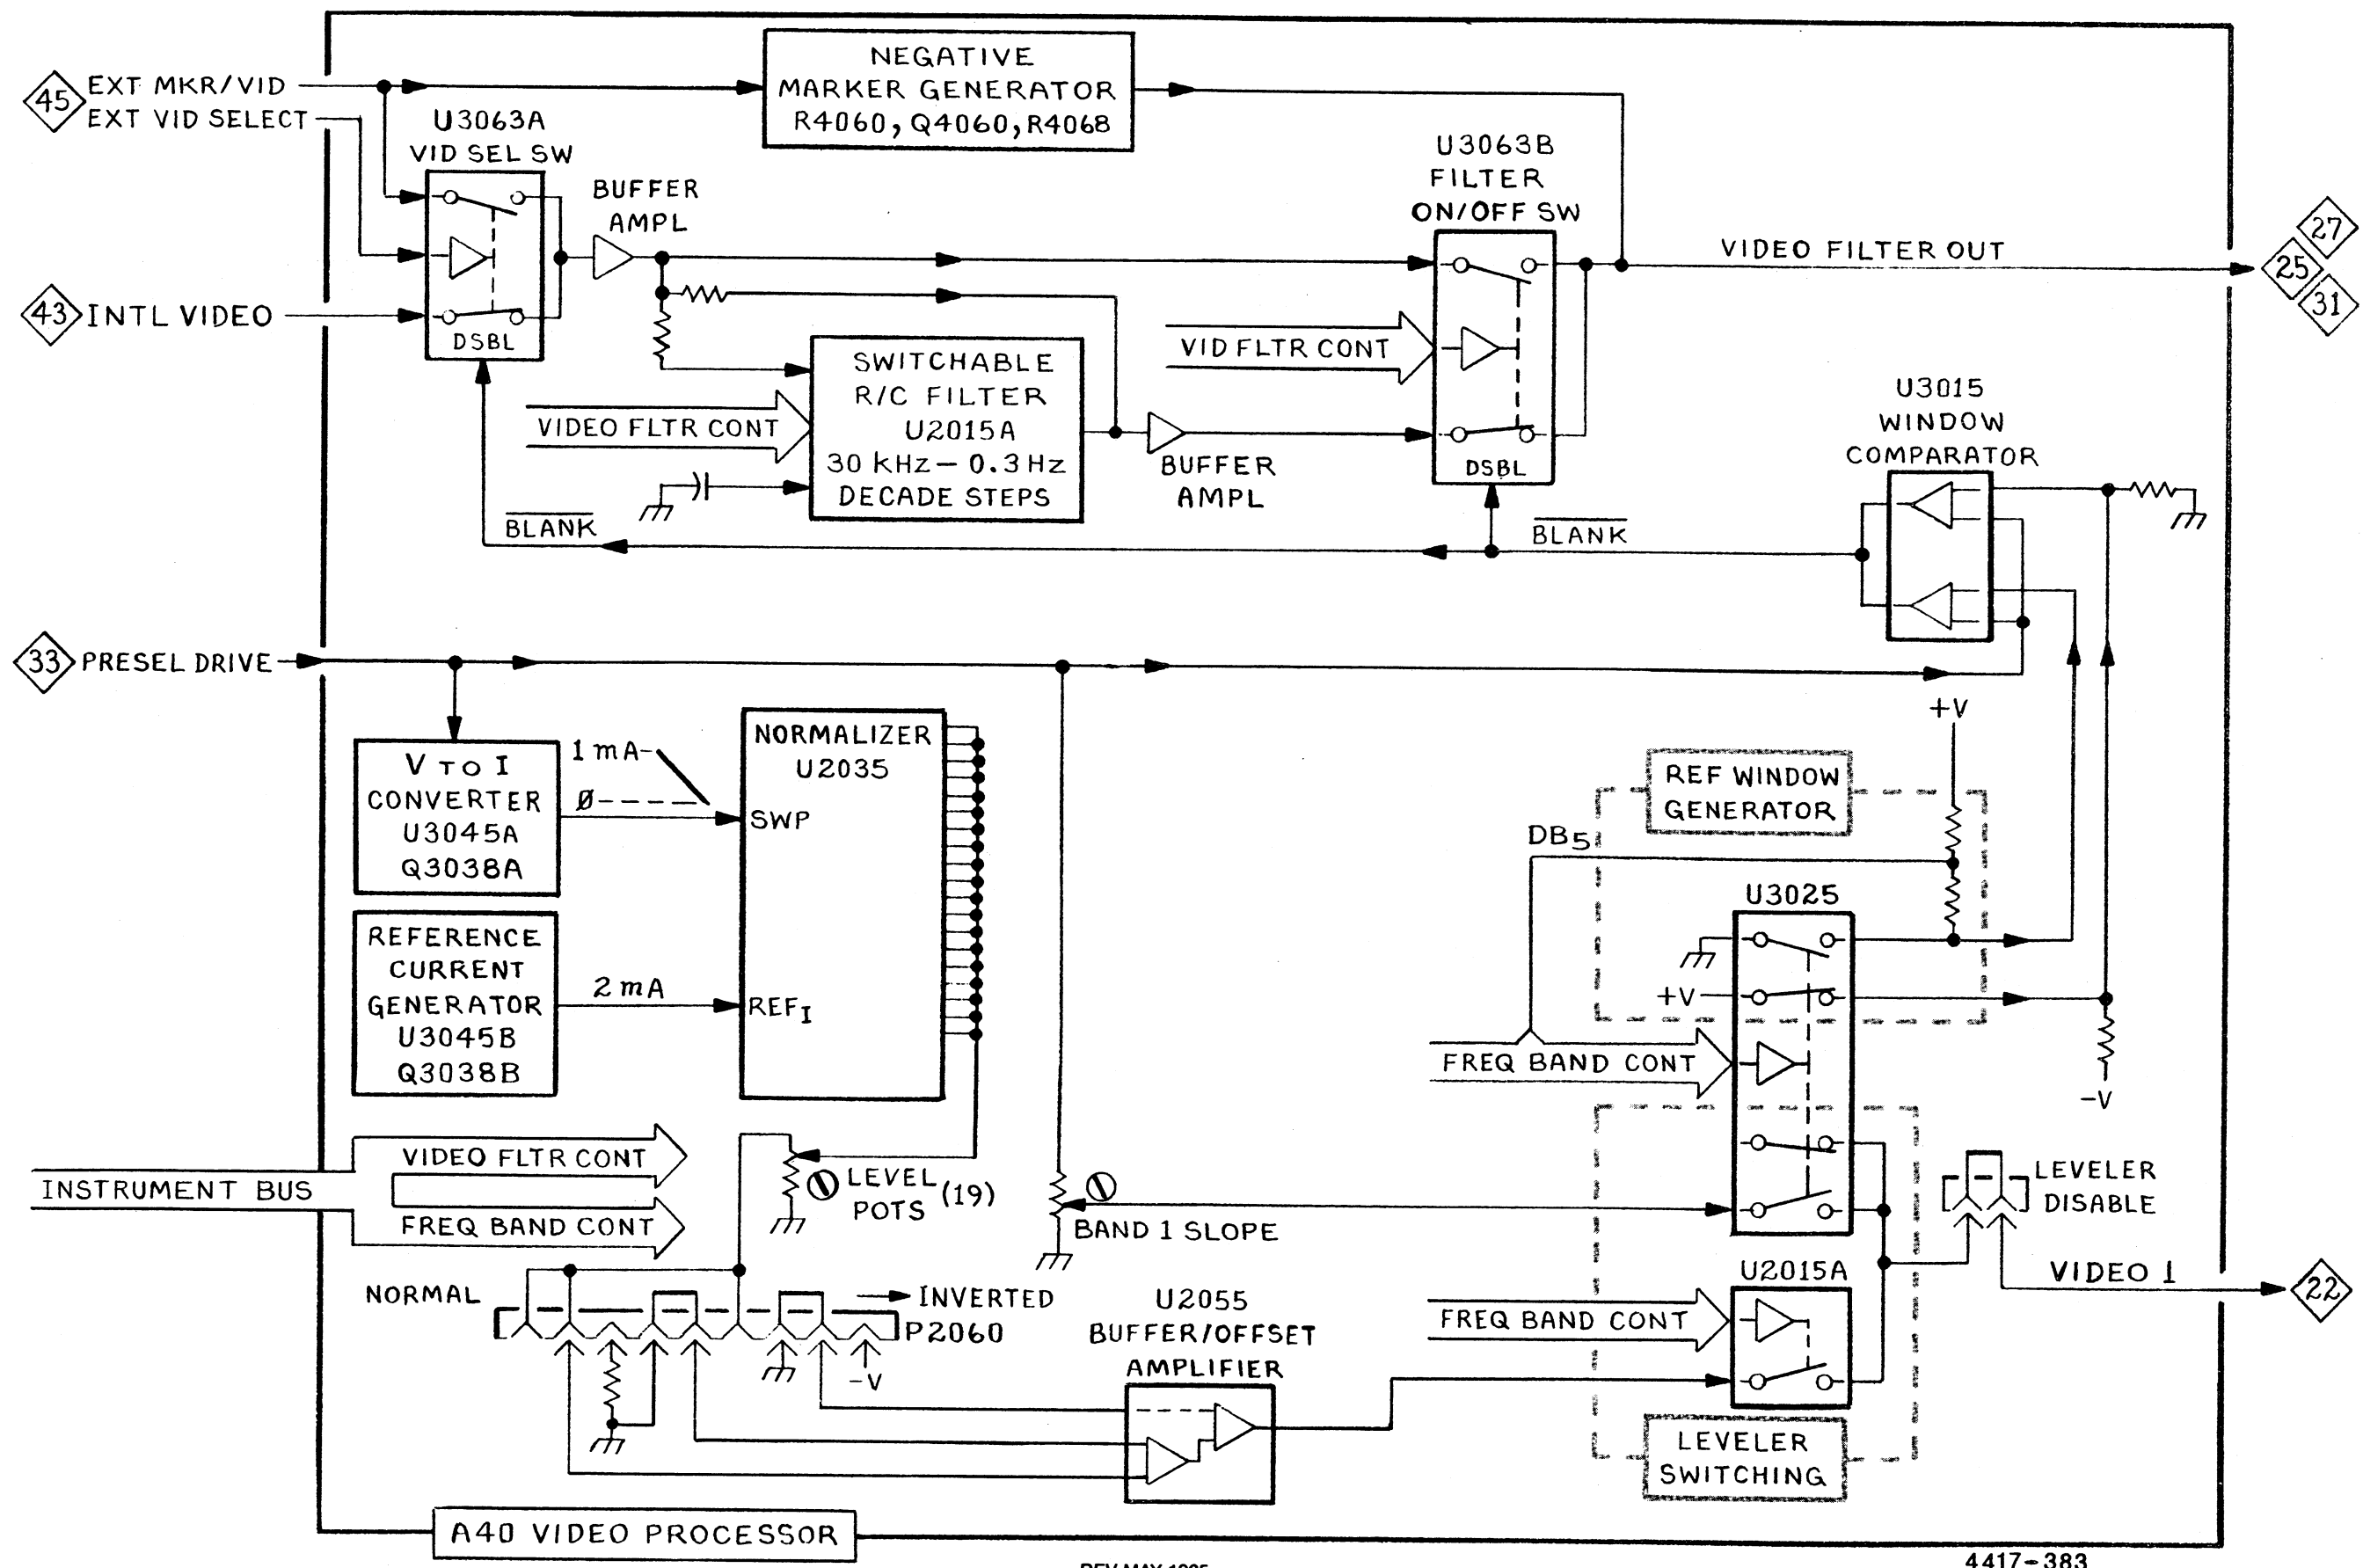 NEGATIVE
MARKER GENERATOR
R4060, Q4060, R4068
45
EXT MKR/VID
EXT VID SELECT
U3063A
VID SEL SW
BUFFER
AMPL
U3063B
FILTER
ON/OFF SW
VIDEO FILTER OUT
27
25
31
43
INTL VIDEO
DSBL
SWITCHABLE
R/C FILTER
U2015A
30 kHz – 0.3 Hz
DECADE STEPS
VIDEO FLTR CONT
VID FLTR CONT
BUFFER
AMPL
DSBL
U3015
WINDOW
COMPARATOR
BLANK
BLANK
33
PRESEL DRIVE
V TO I
CONVERTER
U3045A
Q3038A
1 mA
Ø
NORMALIZER
U2035
SWP
REF I
REFERENCE
CURRENT
GENERATOR
U3045B
Q3038B
2 mA
+V
REF WINDOW
GENERATOR
DB5
U3025
+V
FREQ BAND CONT
-V
INSTRUMENT BUS
VIDEO FLTR CONT
FREQ BAND CONT
LEVEL
POTS (19)
BAND 1 SLOPE
LEVELER
DISABLE
VIDEO 1
22
NORMAL
INVERTED
P2060
-V
U2055
BUFFER/OFFSET
AMPLIFIER
U2015A
FREQ BAND CONT
LEVELER
SWITCHING
A40 VIDEO PROCESSOR
4417-383